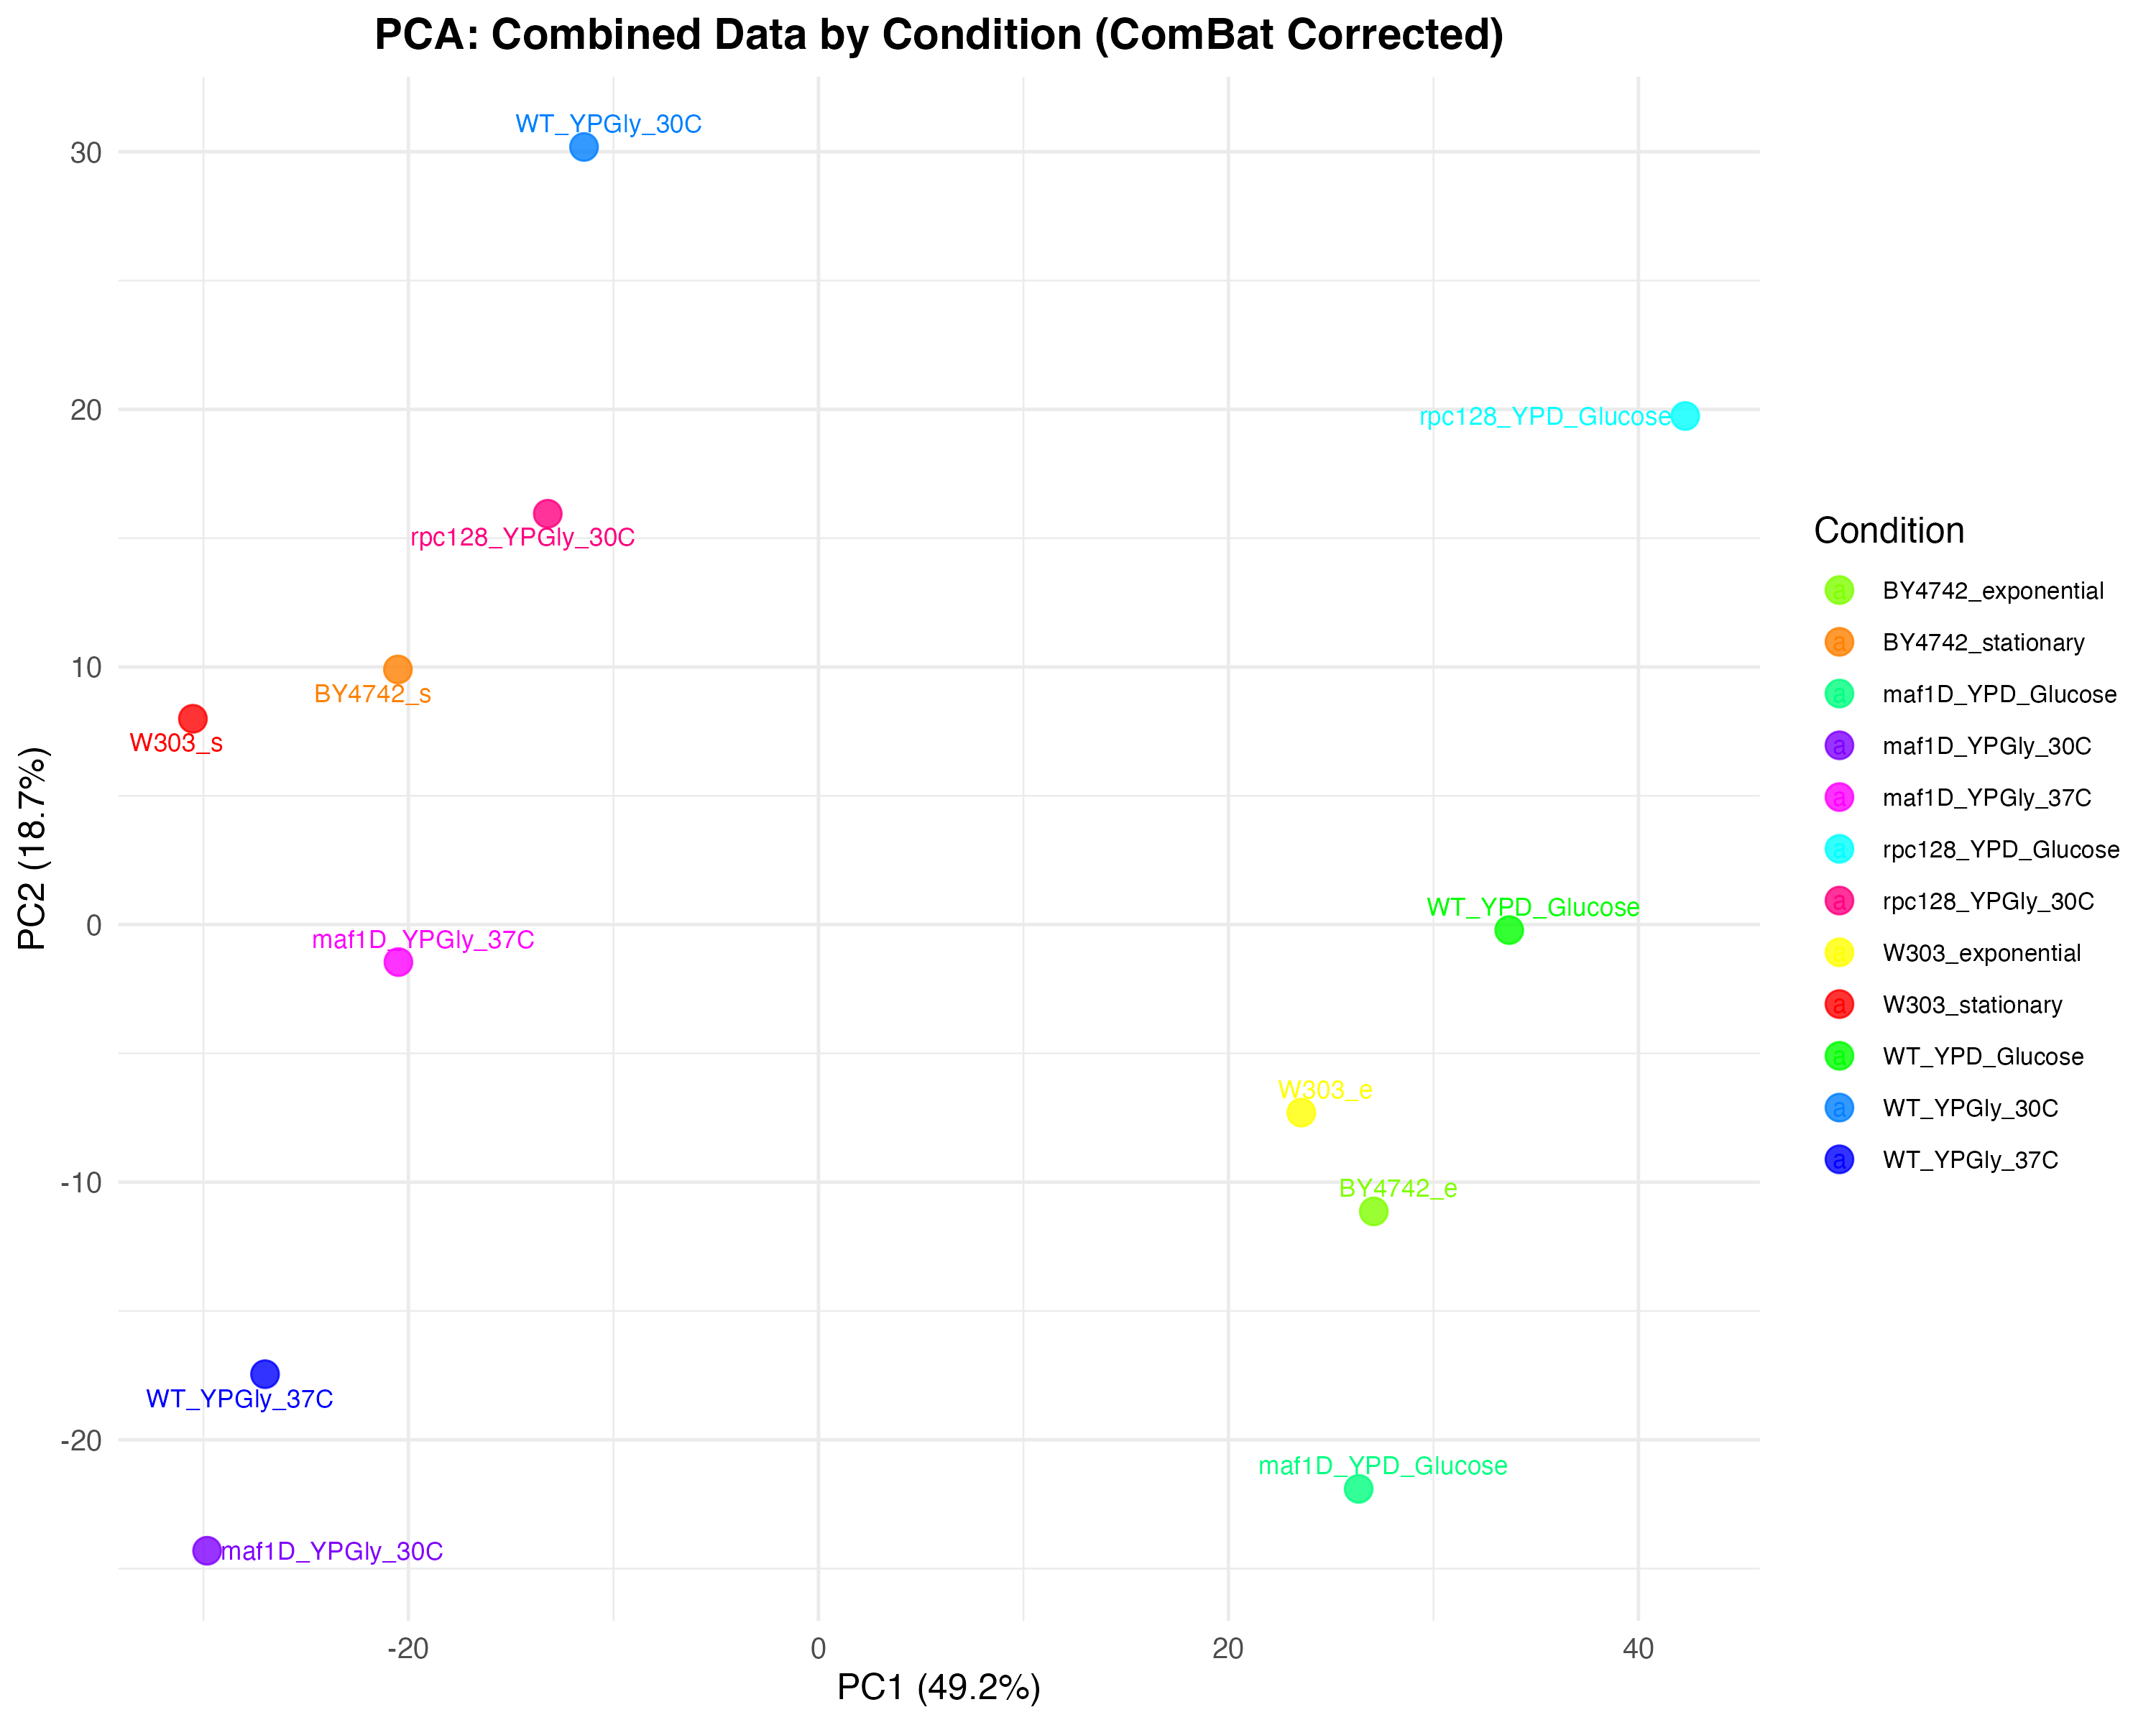 PCA: Combined Data by Condition (ComBat Corrected)
WT_YPGly_30C
30
rpc128_YPD_Glucose
20
rpc128_YPGly_30C
BY4742_s
10
W303_s
WT_YPD_Glucose
0
maf1D_YPGly_37C
W303_e
BY4742_e
-10
WT_YPGly_37C
-20
maf1D_YPD_Glucose
maf1D_YPGly_30C
PC2 (18.7%)
-20 0 20 40
PC1 (49.2%)
Condition
a BY4742_exponential
a BY4742_stationary
a maf1D_YPD_Glucose
a maf1D_YPGly_30C
a maf1D_YPGly_37C
a rpc128_YPD_Glucose
a rpc128_YPGly_30C
a W303_exponential
a W303_stationary
a WT_YPD_Glucose
a WT_YPGly_30C
a WT_YPGly_37C